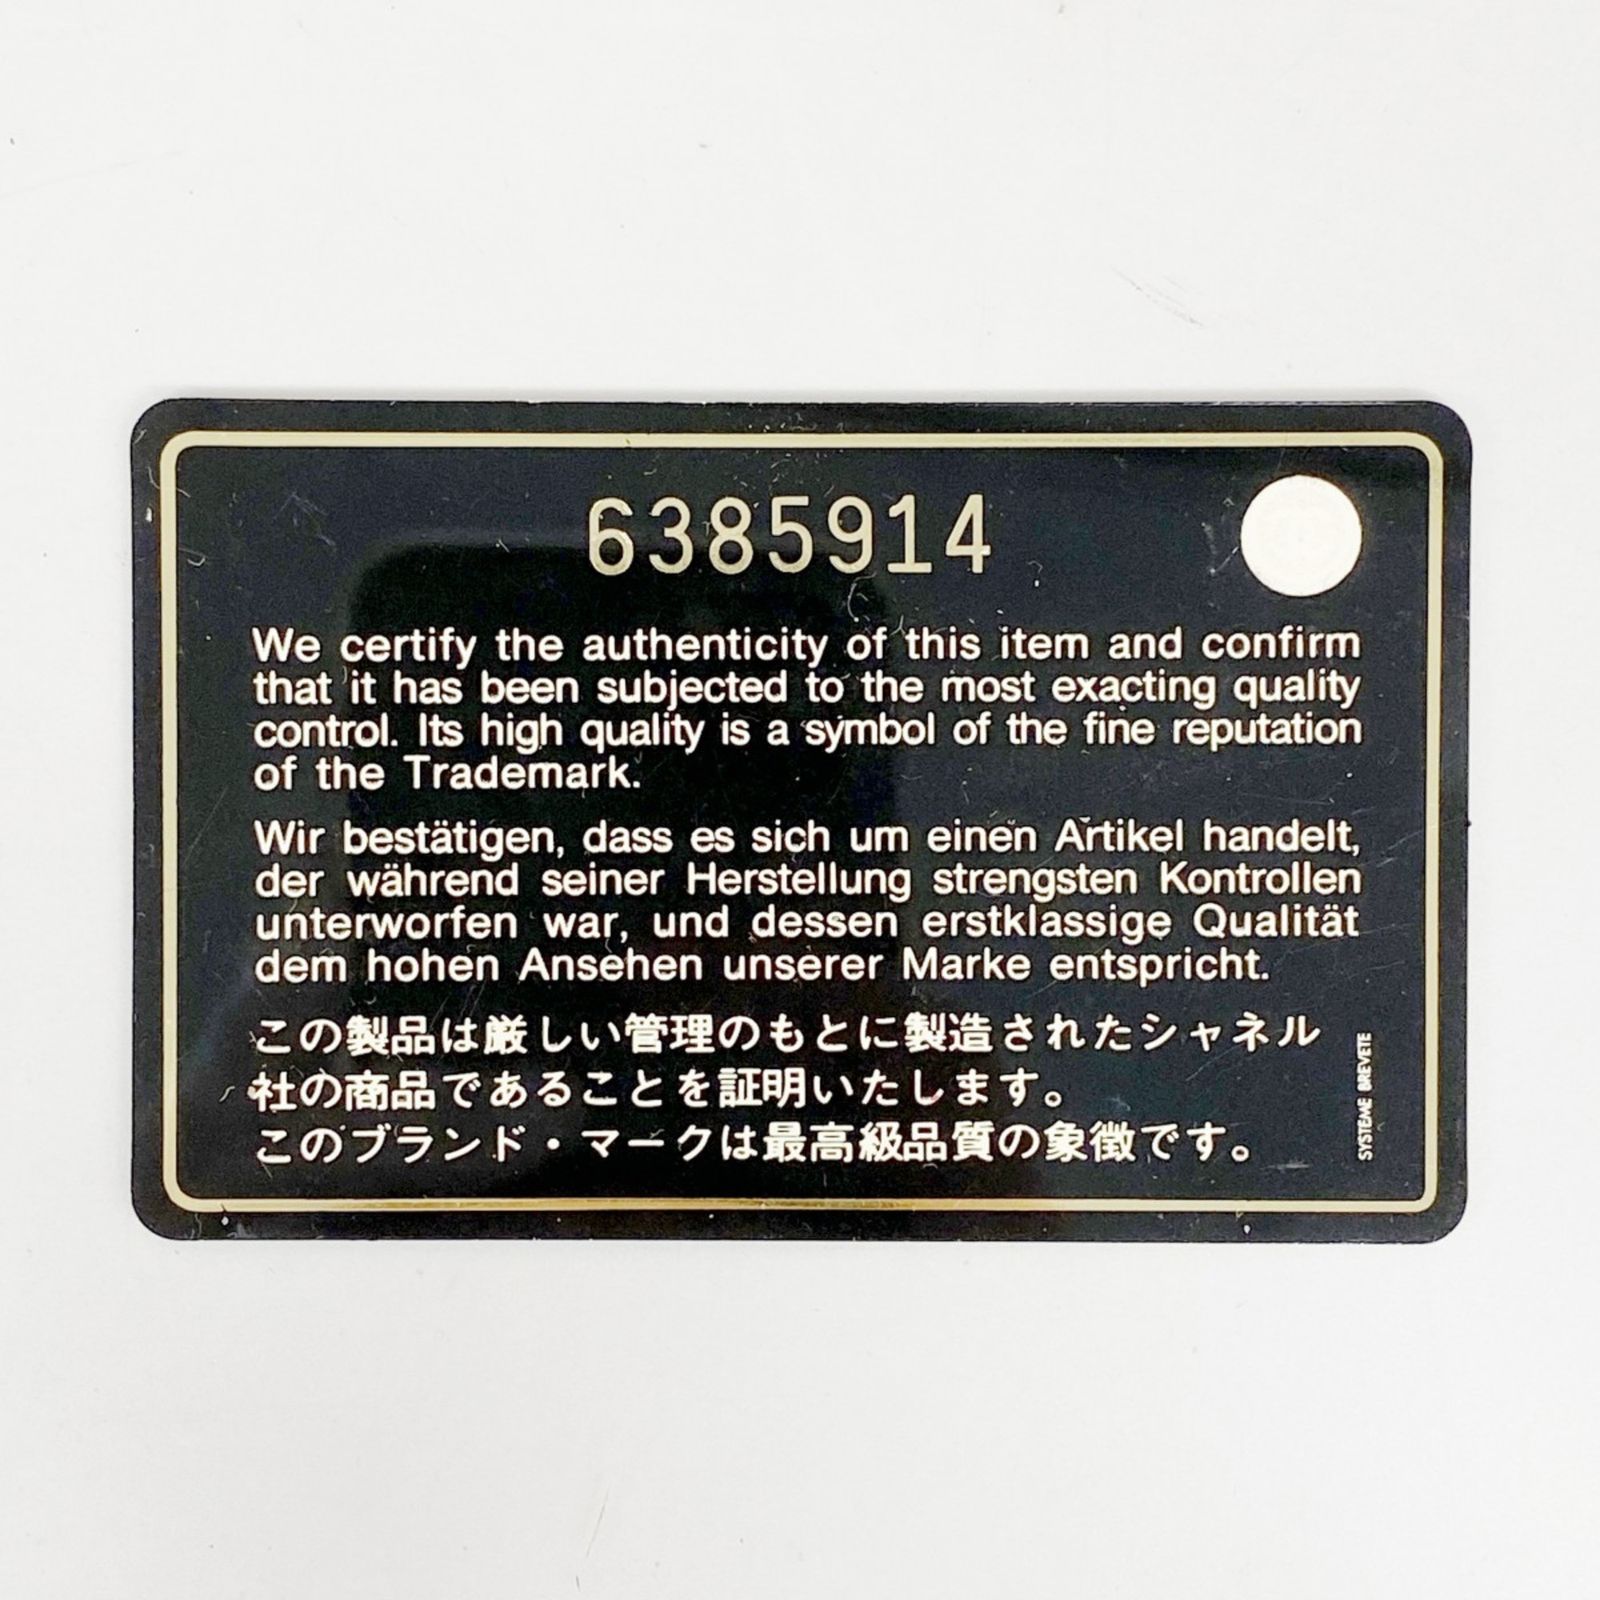 6385914
We certify the authenticity of this item and confirm
that it has been subjected to the most exacting quality
control. Its high quality is a symbol of the fine reputation
of the Trademark.
Wir bestätigen, dass es sich um einen Artikel handelt,
der während seiner Herstellung strengsten Kontrollen
unterworfen war, und dessen erstklassige Qualität
dem hohen Ansehen unserer Marke entspricht.
この製品は厳しい管理のもとに製造されたシャネル
社の商品であることを証明いたします。
このブランド・マークは最高級品質の象徴です。
SYSTEME BREVETE